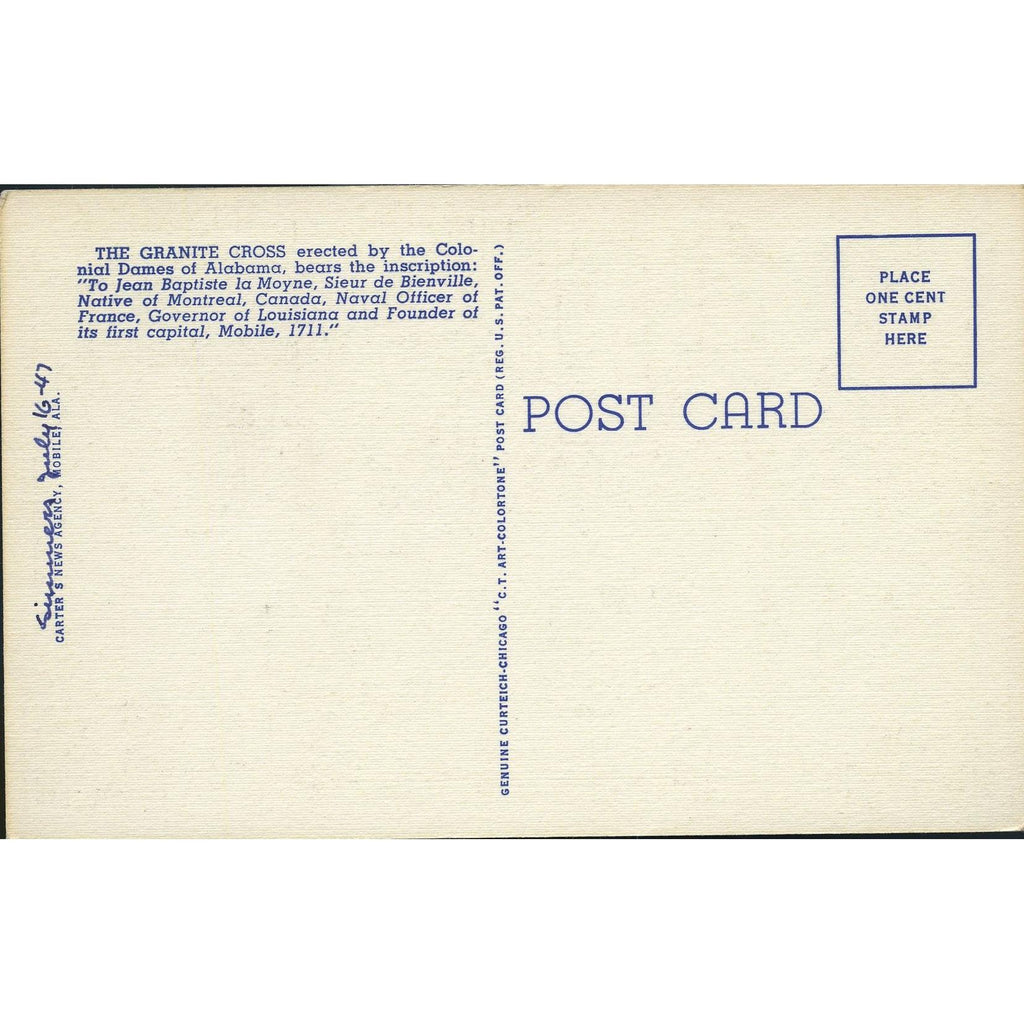 THE GRANITE CROSS erected by the Colo-
nial Dames of Alabama, bears the inscription:
"To Jean Baptiste la Moyne, Sieur de Bienville,
Native of Montreal, Canada, Naval Officer of
France, Governor of Louisiana and Founder of
its first capital, Mobile, 1711."
July 16-47
CARTER'S NEWS AGENCY, MOBILE, ALA.
GENUINE CURTEICH-CHICAGO "C.T. ART-COLORTONE" POST CARD (REG. U.S. PAT. OFF.)
POST CARD
PLACE
ONE CENT
STAMP
HERE